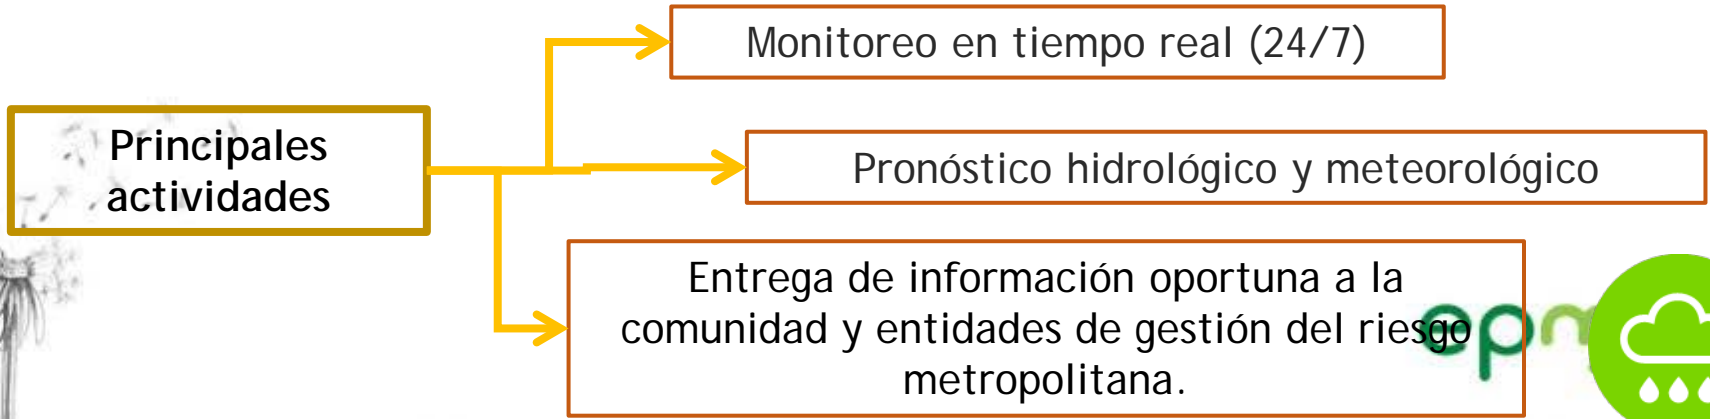 Monitoreo en tiempo real (24/7)
Principales
actividades
Pronóstico hidrológico y meteorológico
Entrega de información oportuna a la
comunidad y entidades de gestión del riesgo
metropolitana.
epm